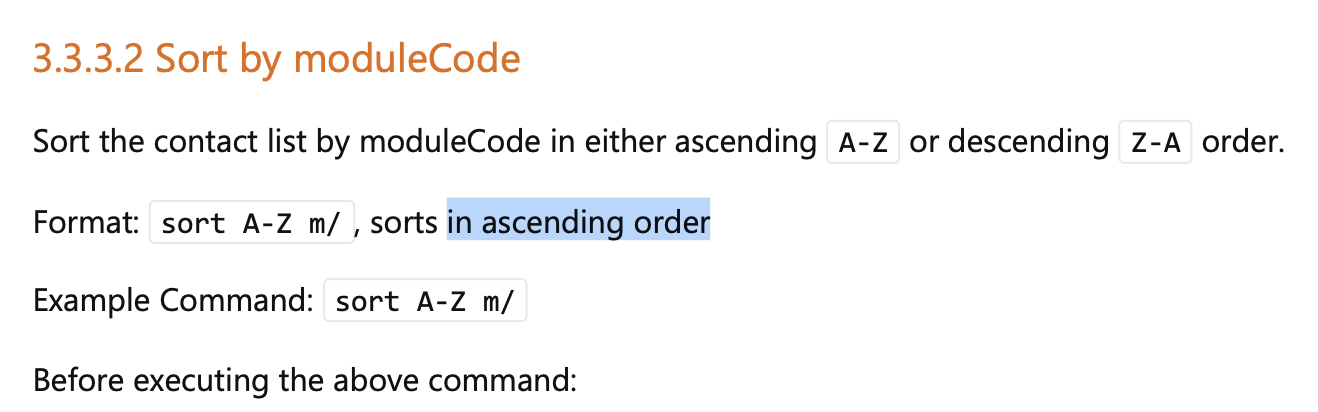 3.3.3.2 Sort by moduleCode
Sort the contact list by moduleCode in either ascending A-Z or descending Z-A order.
Format: sort A-Z m/, sorts in ascending order
Example Command: sort A-Z m/
Before executing the above command: